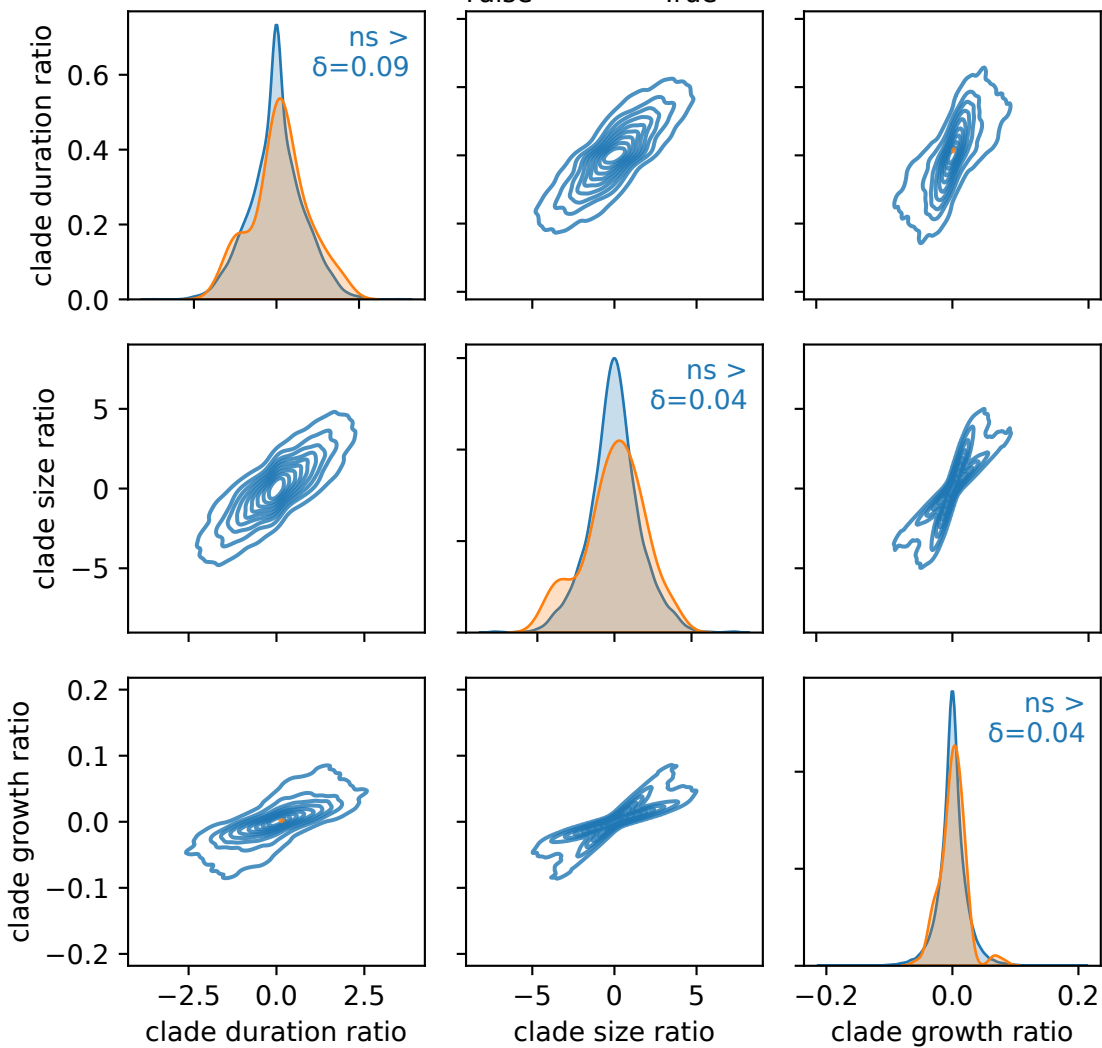 clade duration ratio
0.6
0.4
0.2
0.0
ns >
δ=0.09
clade size ratio
5
0
−5
ns >
δ=0.04
clade growth ratio
0.2
0.1
0.0
−0.1
−0.2
ns >
δ=0.04
−2.5 0.0 2.5
clade duration ratio
−5 0 5
clade size ratio
−0.2 0.0 0.2
clade growth ratio